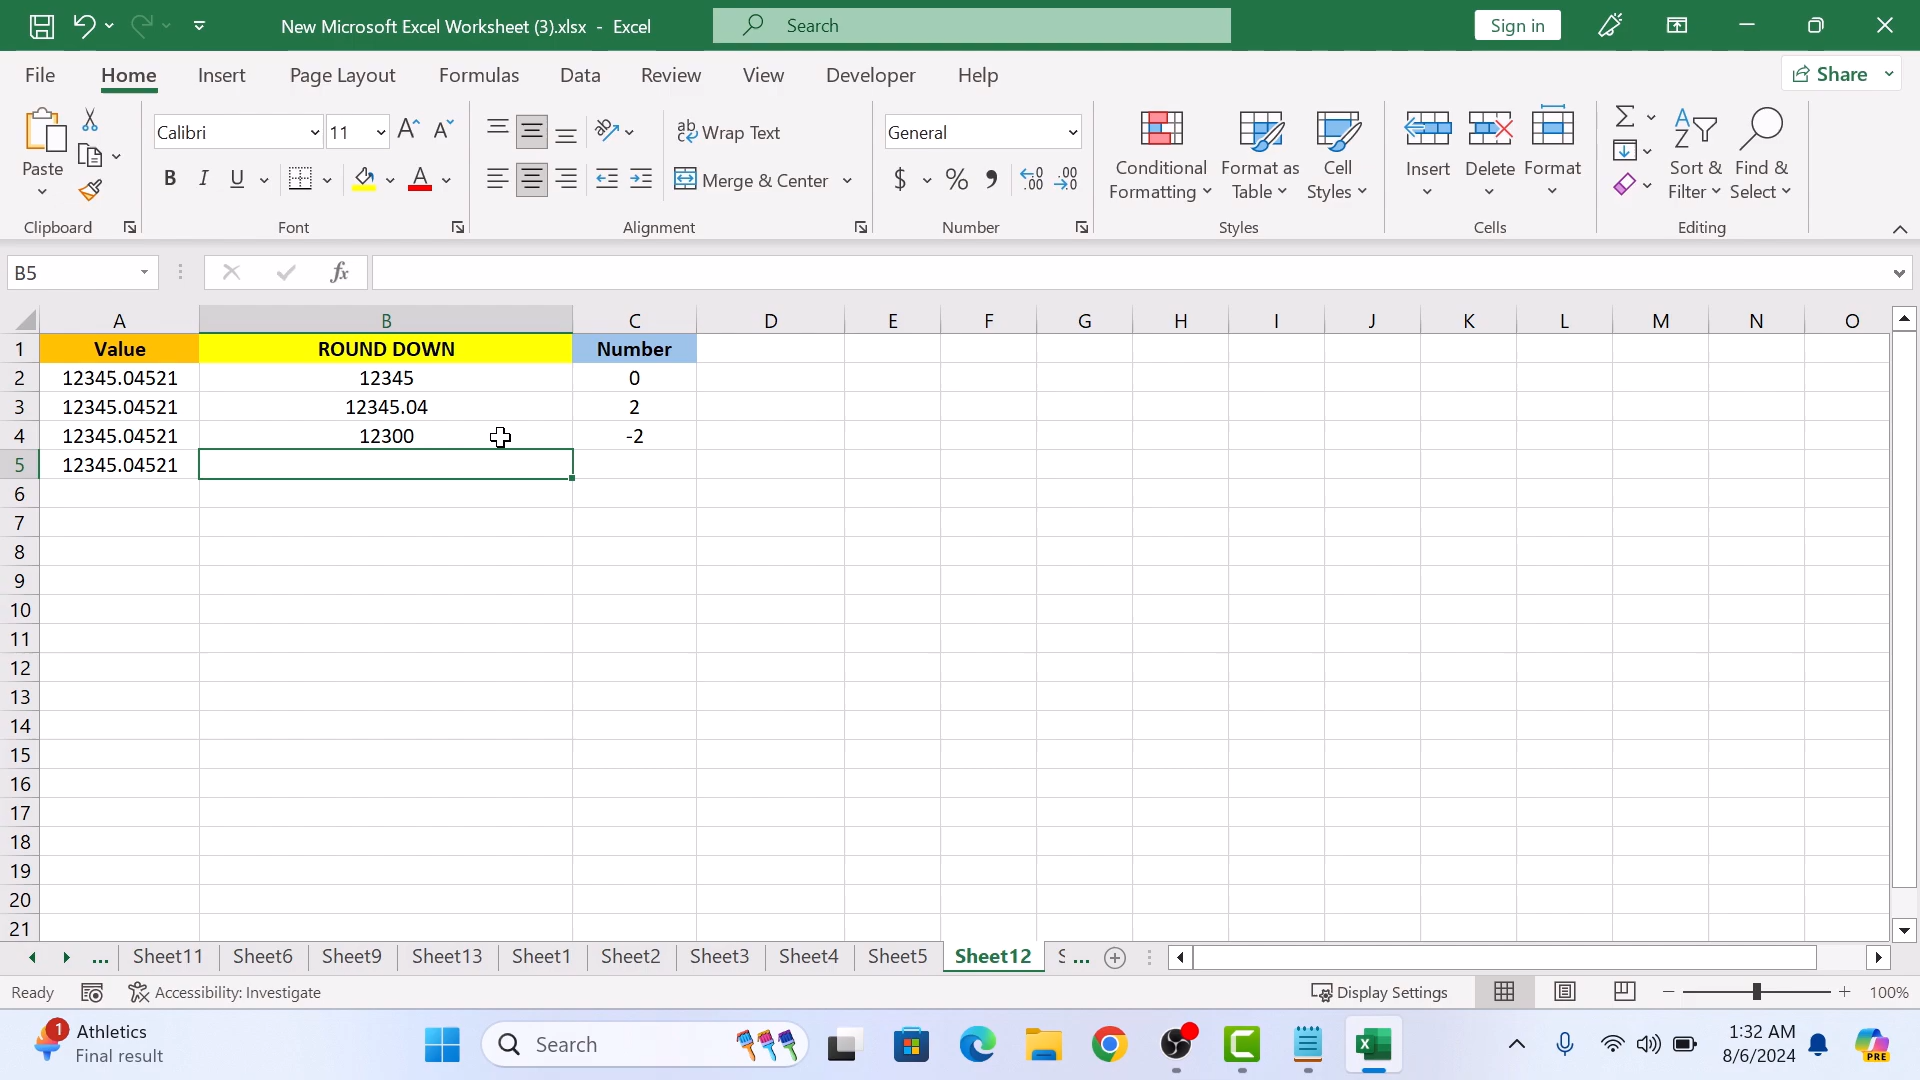 New Microsoft Excel Worksheet (3).xlsx - Excel
Search
Sign in
File Home Insert Page Layout Formulas Data Review View Developer Help
Share
Paste
Calibri 11
B I U
Wrap Text
Merge & Center
General
$ % 9
Conditional Formatting
Format as Table
Cell Styles
Insert Delete Format
Sort & Filter
Find & Select
Clipboard Font Alignment Number Styles Cells Editing
B5 fx
A B C D E F G H I J K L M N O
1 Value ROUND DOWN Number
2 12345.04521 12345 0
3 12345.04521 12345.04 2
4 12345.04521 12300 -2
5 12345.04521
6
7
8
9
10
11
12
13
14
15
16
17
18
19
20
21
... Sheet11 Sheet6 Sheet9 Sheet13 Sheet1 Sheet2 Sheet3 Sheet4 Sheet5 Sheet12 S ...
Ready Accessibility: Investigate Display Settings 100%
1 Athletics
Final result
Search
1:32 AM
8/6/2024
PRE